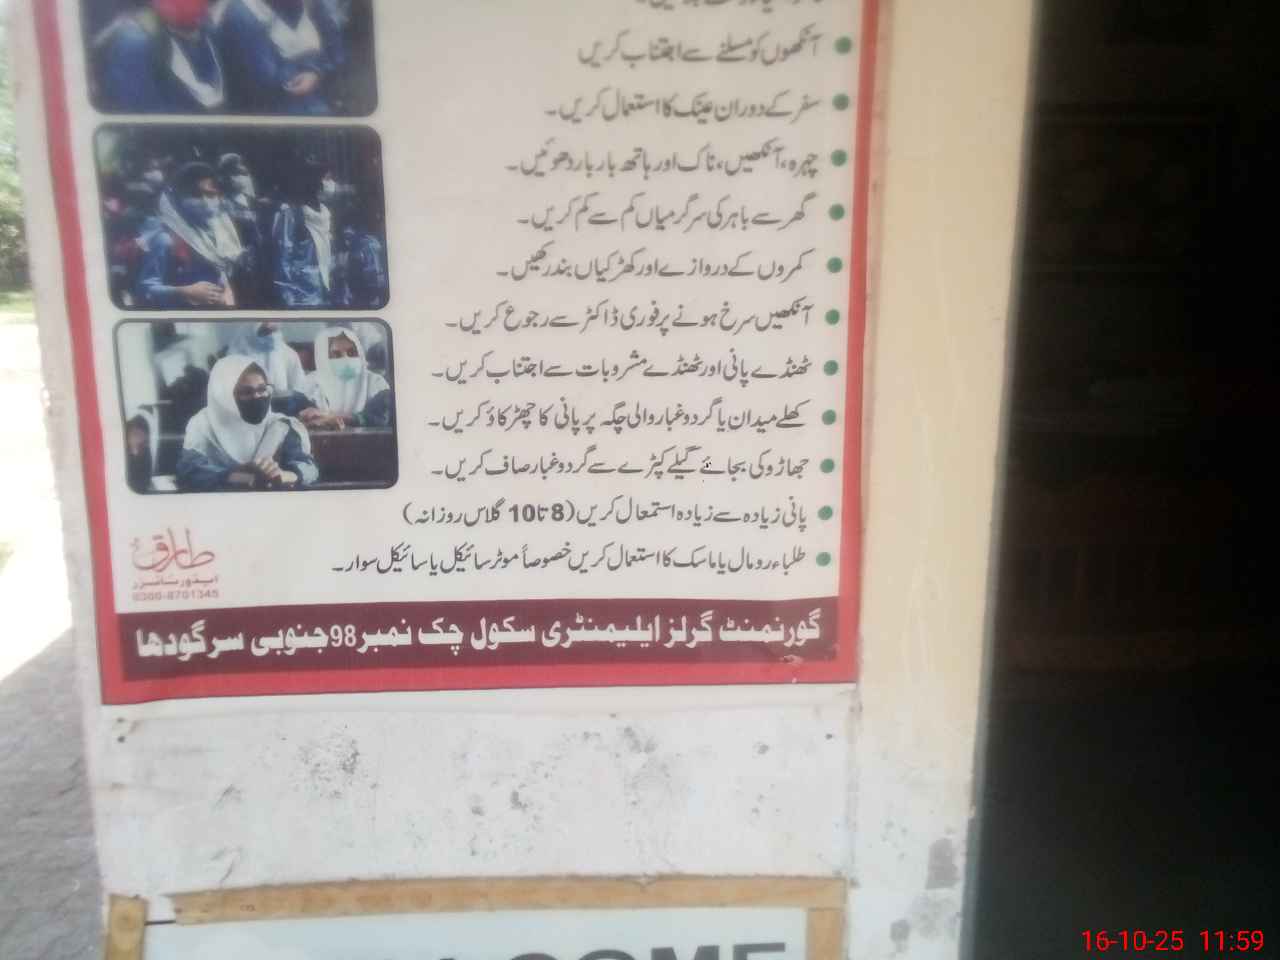 آنکھوں کو مسلنے سے اجتناب کریں
سفر کے دوران عینک کا استعمال کریں۔
چہرہ، آنکھیں، ناک اور ہاتھ بار بار دھوئیں۔
گھر سے باہر کی سرگرمیاں کم سے کم کریں۔
کمروں کے دروازے اور کھڑکیاں بند رکھیں۔
آنکھیں سرخ ہونے پر فوری ڈاکٹر سے رجوع کریں۔
ٹھنڈے پانی اور ٹھنڈے مشروبات سے اجتناب کریں۔
کھلے میدان یا گرد و غبار والی جگہ پر پانی کا چھڑکاؤ کریں۔
جھاڑو کی بجائے گیلے کپڑے سے گرد و غبار صاف کریں۔
پانی زیادہ سے زیادہ استمعال کریں (8 تا 10 گلاس روزانہ)
طلباء رومال یا ماسک کا استعمال کریں خصوصاً موٹر سائیکل یا سائیکل سوار۔
طارق
ایڈورٹائزرز
0300-8701345
گورنمنٹ گرلز ایلیمنٹری سکول چک نمبر 98 جنوبی سرگودھا
COME
16-10-25 11:59